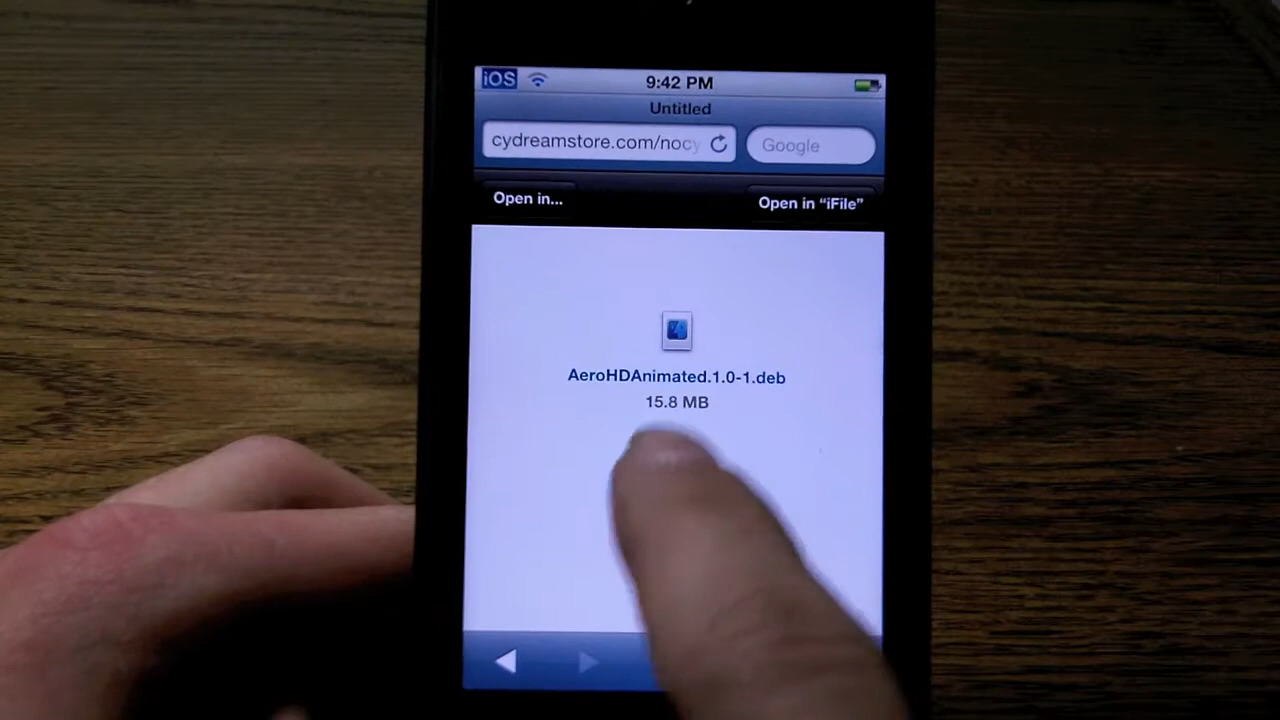 iOS 9:42 PM
Untitled
cydreamstore.com/nocy Google
Open in... Open in “iFile”
AeroHDAnimated.1.0-1.deb
15.8 MB